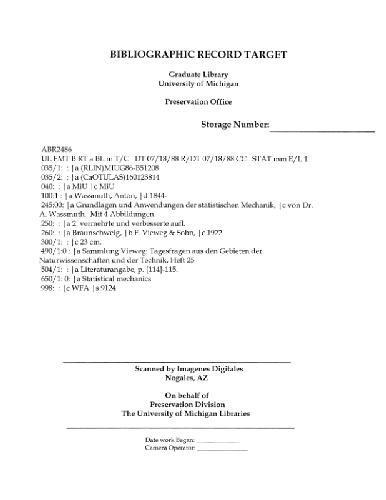 BIBLIOGRAPHIC RECORD TARGET
Graduate Library
University of Michigan
Preservation Office
Storage Number:
ABR2486
UL FMT B RT a BL m T/C DT 07/18/88 R/DT 07/18/88 CC STAT mm E/L 1
035/1: : |a (RLIN)MIUG86-B51208
035/2: : |a (CaOTULAS)160125814
040: : |a MiU |c MiU
100:1 : |a Wassmuth, Anton, |d 1844-
245:00: |a Grundlagen und Anwendungen der statistischen Mechanik, |c von Dr.
A. Wassmuth. Mit 4 Abbildungen.
250: : |a 2. vermehrte und verbesserte aufl.
260: : |a Braunschweig, |b F. Vieweg & Sohn, |c 1922.
300/1: : |c 23 cm.
490/1:0 : |a Sammlung Vieweg: Tagesfragen aus den Gebieten der
Naturwissenschaften und der Technik. Heft 25
504/1: : |a Literaturangabe, p. [114]-115.
650/1: 0: |a Statistical mechanics
998: : |c WFA |s 9124
Scanned by Imagenes Digitales
Nogales, AZ
On behalf of
Preservation Division
The University of Michigan Libraries
Date work Began:
Camera Operator: